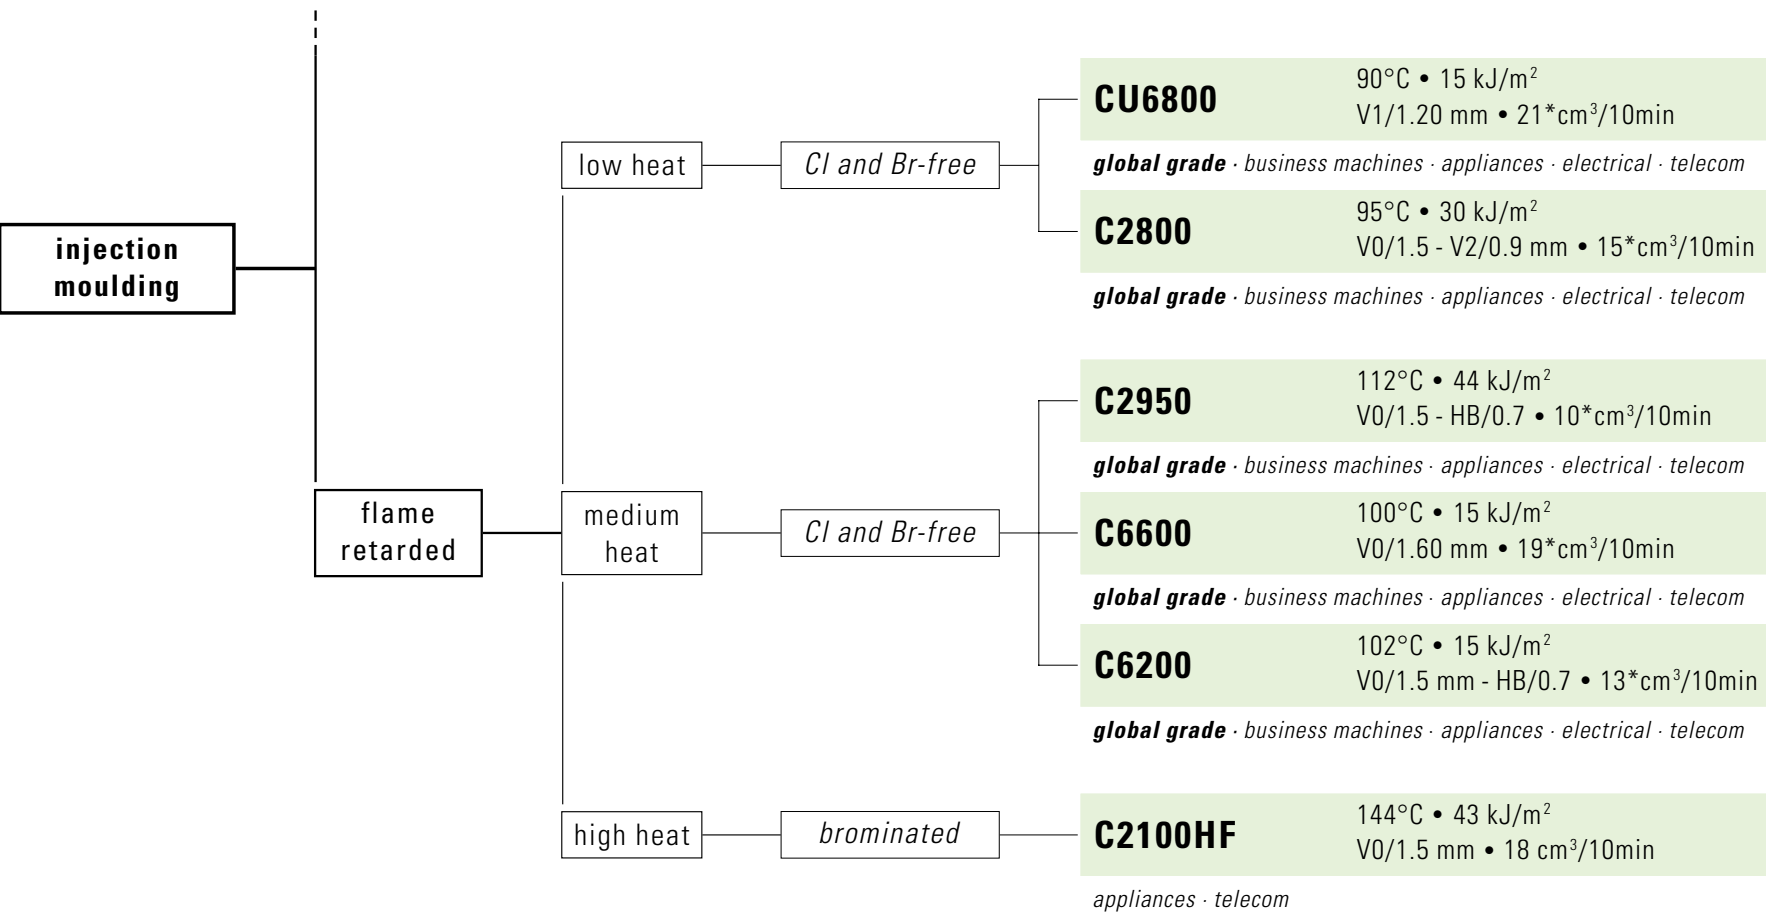 injection
moulding
flame
retarded
low heat
Cl and Br-free
CU6800
90°C • 15 kJ/m²
V1/1.20 mm • 21*cm³/10min
global grade · business machines · appliances · electrical · telecom
C2800
95°C • 30 kJ/m²
V0/1.5 - V2/0.9 mm • 15*cm³/10min
global grade · business machines · appliances · electrical · telecom
medium
heat
Cl and Br-free
C2950
112°C • 44 kJ/m²
V0/1.5 - HB/0.7 • 10*cm³/10min
global grade · business machines · appliances · electrical · telecom
C6600
100°C • 15 kJ/m²
V0/1.60 mm • 19*cm³/10min
global grade · business machines · appliances · electrical · telecom
C6200
102°C • 15 kJ/m²
V0/1.5 mm - HB/0.7 • 13*cm³/10min
global grade · business machines · appliances · electrical · telecom
high heat
brominated
C2100HF
144°C • 43 kJ/m²
V0/1.5 mm • 18 cm³/10min
appliances · telecom